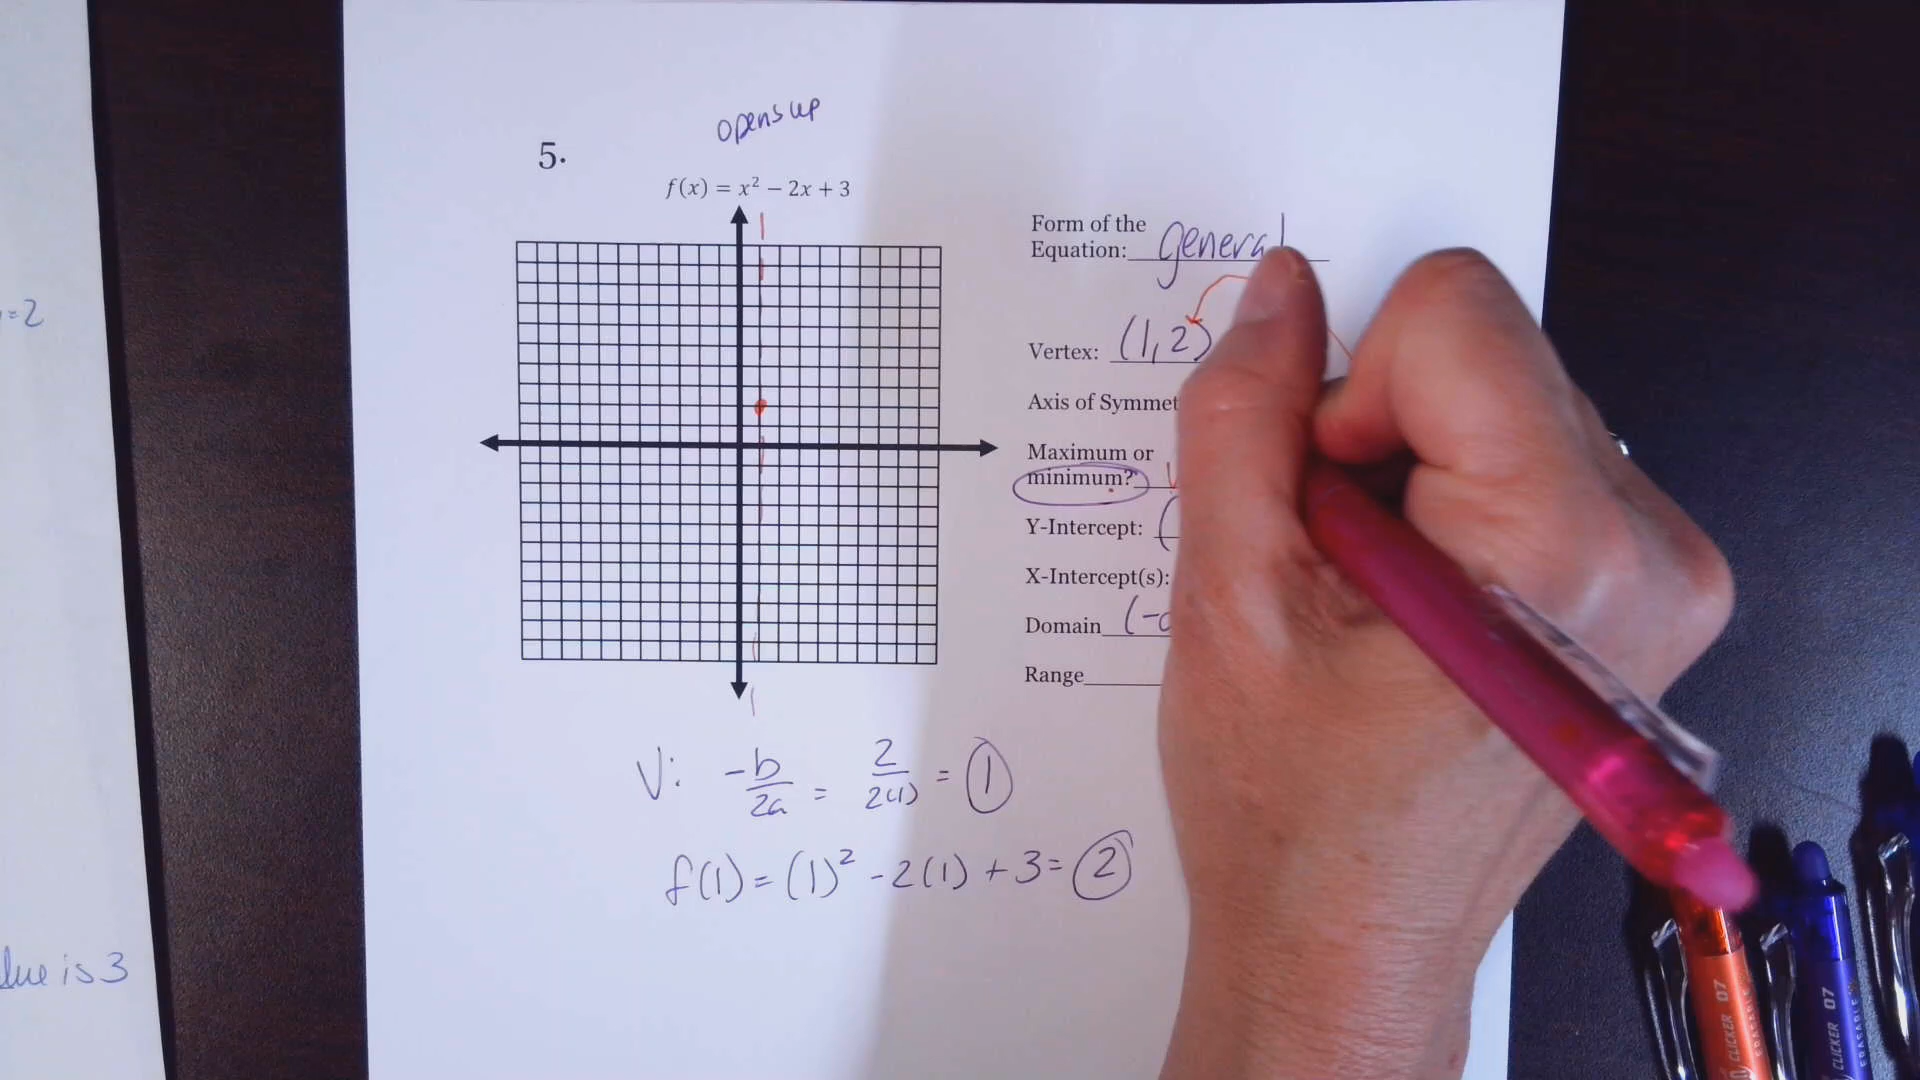 opens up
5.
f(x) = x² − 2x + 3
Form of the
Equation: general
=2
Vertex: (1,2)
Axis of Symmet
Maximum or
minimum?
Y-Intercept: (
X-Intercept(s):
Domain (-
Range
V: -b/2a = 2/2(1) = 1
f(1) = (1)² - 2(1) + 3 = 2
is 3
CLICKER 07
CLICKER 07
ERASABLE